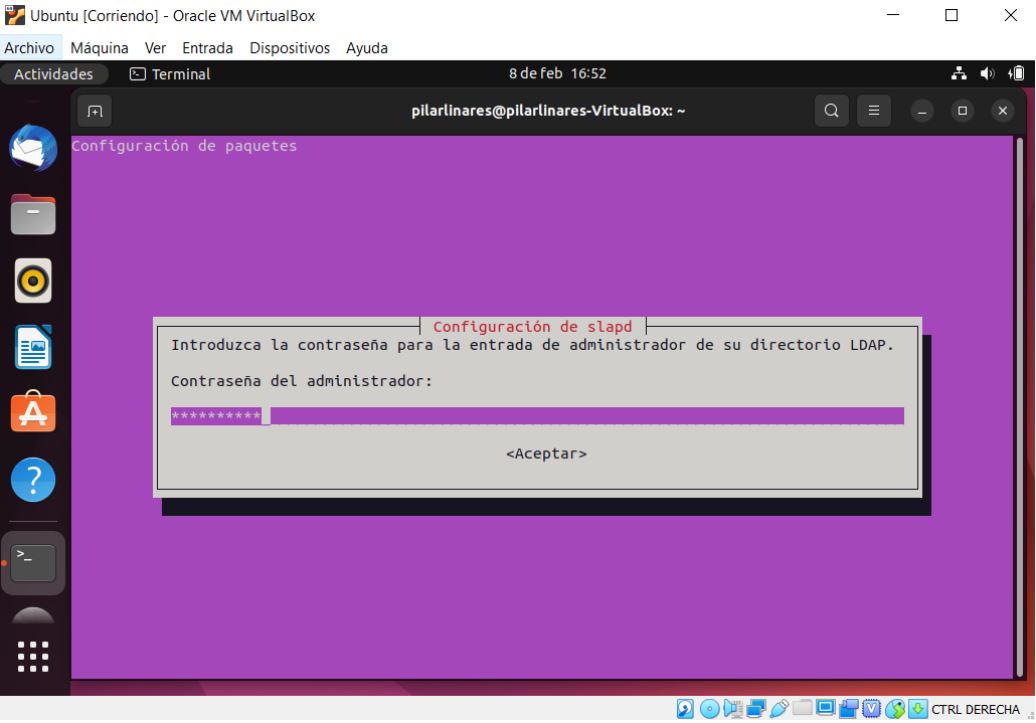 Ubuntu [Corriendo] - Oracle VM VirtualBox
Archivo Máquina Ver Entrada Dispositivos Ayuda
Actividades Terminal 8 de feb 16:52
pilarlinares@pilarlinares-VirtualBox: ~
Configuración de paquetes
Configuración de slapd
Introduzca la contraseña para la entrada de administrador de su directorio LDAP.
Contraseña del administrador:
**********_
<Aceptar>
CTRL DERECHA